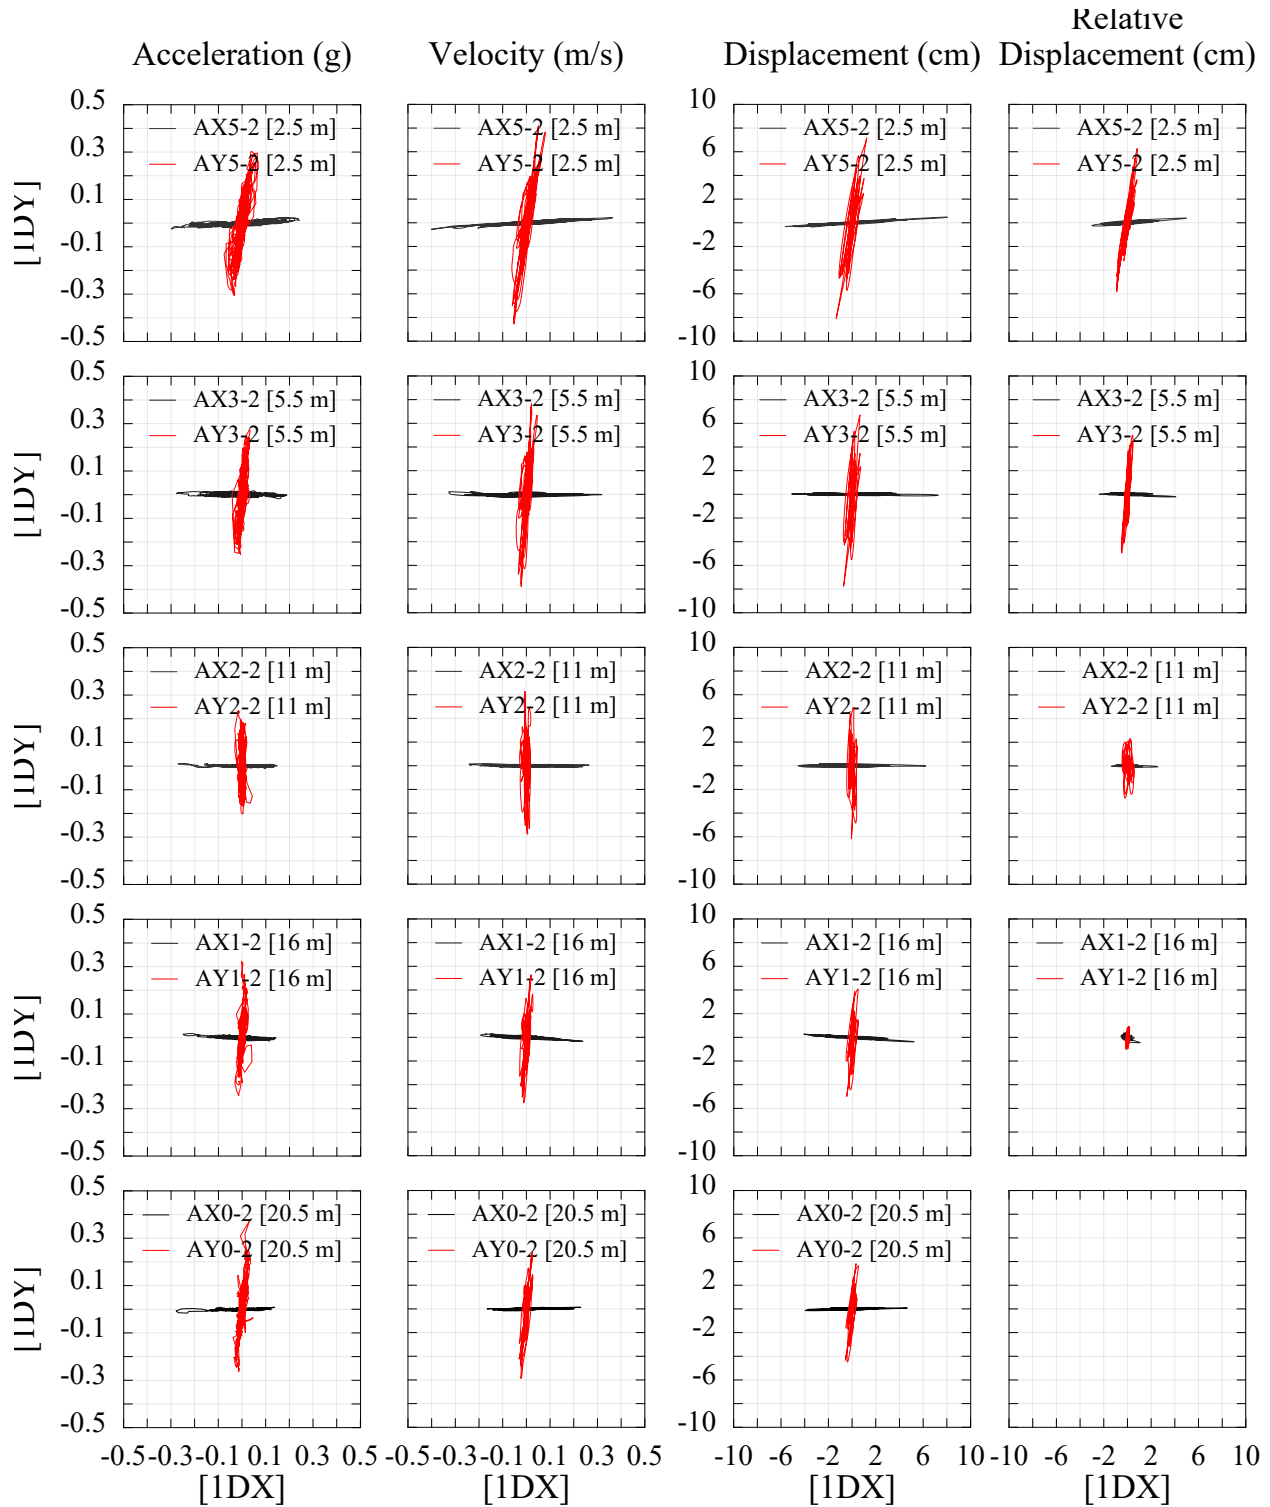 Relative
Acceleration (g) Velocity (m/s) Displacement (cm) Displacement (cm)
0.5 0.5 10 10
AX5-2 [2.5 m] AX5-2 [2.5 m] AX5-2 [2.5 m] AX5-2 [2.5 m]
0.3 6
AY5-2 [2.5 m] AY5-2 [2.5 m] AY5-2 [2.5 m] AY5-2 [2.5 m]
0.1 2
[1DY]
-0.1 -2
-0.3 -6
-0.5 -10
0.5 10
AX3-2 [5.5 m] AX3-2 [5.5 m] AX3-2 [5.5 m] AX3-2 [5.5 m]
0.3 6
AY3-2 [5.5 m] AY3-2 [5.5 m] AY3-2 [5.5 m] AY3-2 [5.5 m]
0.1 2
[1DY]
-0.1 -2
-0.3 -6
-0.5 -10
0.5 10
AX2-2 [11 m] AX2-2 [11 m] AX2-2 [11 m] AX2-2 [11 m]
0.3 6
AY2-2 [11 m] AY2-2 [11 m] AY2-2 [11 m] AY2-2 [11 m]
0.1 2
[1DY]
-0.1 -2
-0.3 -6
-0.5 -10
0.5 10
AX1-2 [16 m] AX1-2 [16 m] AX1-2 [16 m] AX1-2 [16 m]
0.3 6
AY1-2 [16 m] AY1-2 [16 m] AY1-2 [16 m] AY1-2 [16 m]
0.1 2
[1DY]
-0.1 -2
-0.3 -6
-0.5 -10
0.5 10
AX0-2 [20.5 m] AX0-2 [20.5 m] AX0-2 [20.5 m]
0.3 6
AY0-2 [20.5 m] AY0-2 [20.5 m] AY0-2 [20.5 m]
0.1 2
[1DY]
-0.1 -2
-0.3 -6
-0.5 -10
-0.5 -0.3 -0.1 0.1 0.3 0.5 -0.5 -0.3 -0.1 0.1 0.3 0.5 -10 -6 -2 2 6 10 -10 -6 -2 2 6 10
[1DX] [1DX] [1DX] [1DX]